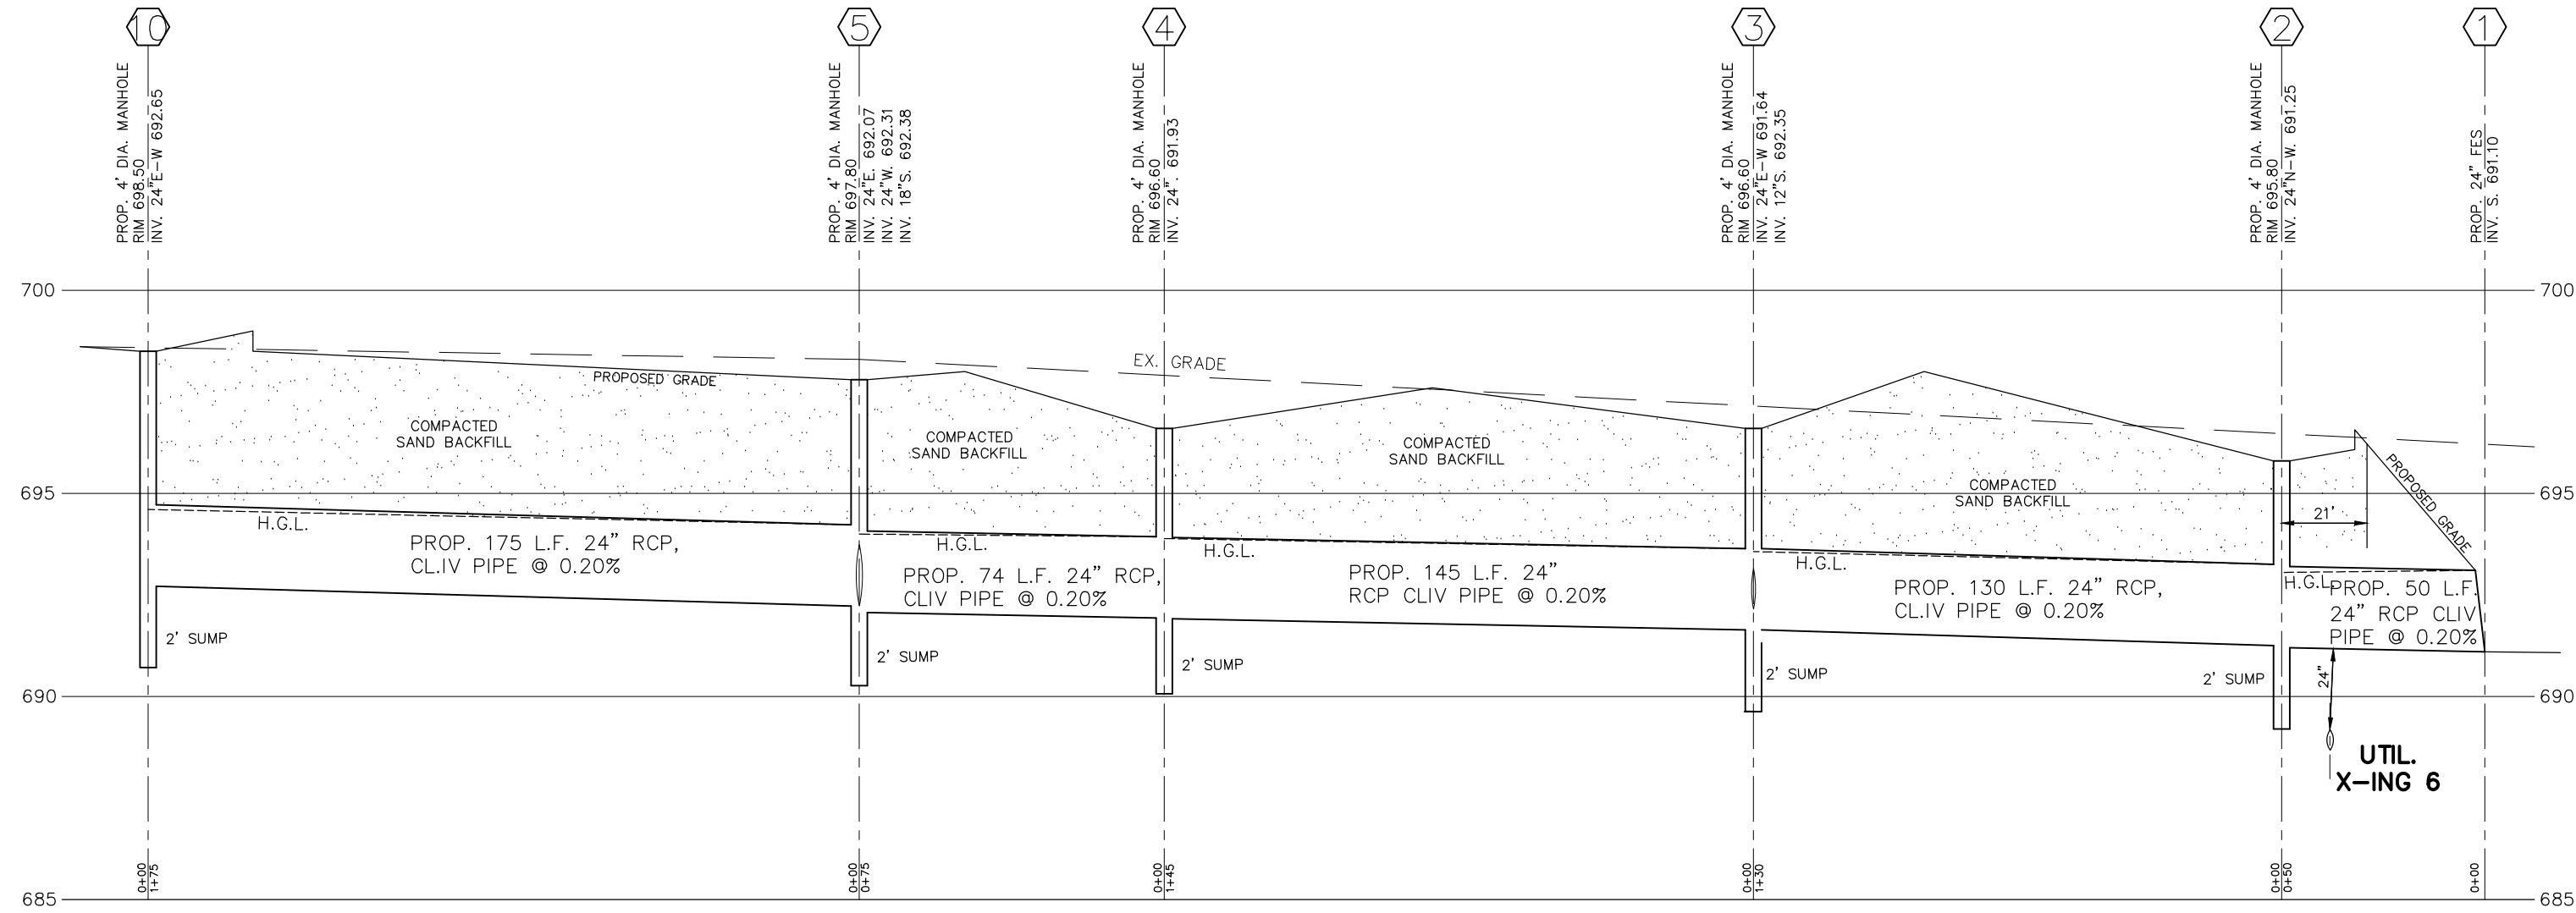 10
5
4
3
2
1
PROP. 4' DIA. MANHOLE
RIM 698.50
INV. 24"E-W 692.65
PROP. 4' DIA. MANHOLE
RIM 697.80
INV. 24"E. 692.07
INV. 24"W. 692.31
INV. 18"S. 692.38
PROP. 4' DIA. MANHOLE
RIM 696.60
INV. 24". 691.93
PROP. 4' DIA. MANHOLE
RIM 696.60
INV. 24"E-W 691.64
INV. 12"S. 692.35
PROP. 4' DIA. MANHOLE
RIM 695.80
INV. 24"N-W. 691.25
PROP. 24" FES
INV. S. 691.10
700
700
EX. GRADE
PROPOSED GRADE
COMPACTED
SAND BACKFILL
COMPACTED
SAND BACKFILL
COMPACTED
SAND BACKFILL
COMPACTED
SAND BACKFILL
PROPOSED GRADE
695
695
21'
H.G.L.
H.G.L.
H.G.L.
H.G.L.
H.G.L.
PROP. 175 L.F. 24" RCP,
CL.IV PIPE @ 0.20%
PROP. 74 L.F. 24" RCP,
CLIV PIPE @ 0.20%
PROP. 145 L.F. 24"
RCP CLIV PIPE @ 0.20%
PROP. 130 L.F. 24" RCP,
CL.IV PIPE @ 0.20%
PROP. 50 L.F.
24" RCP CLIV
PIPE @ 0.20%
2' SUMP
2' SUMP
2' SUMP
2' SUMP
2' SUMP
24"
690
690
UTIL.
X-ING 6
0+00
1+75
0+00
0+75
0+00
1+45
0+00
1+30
0+00
0+50
0+00
685
685